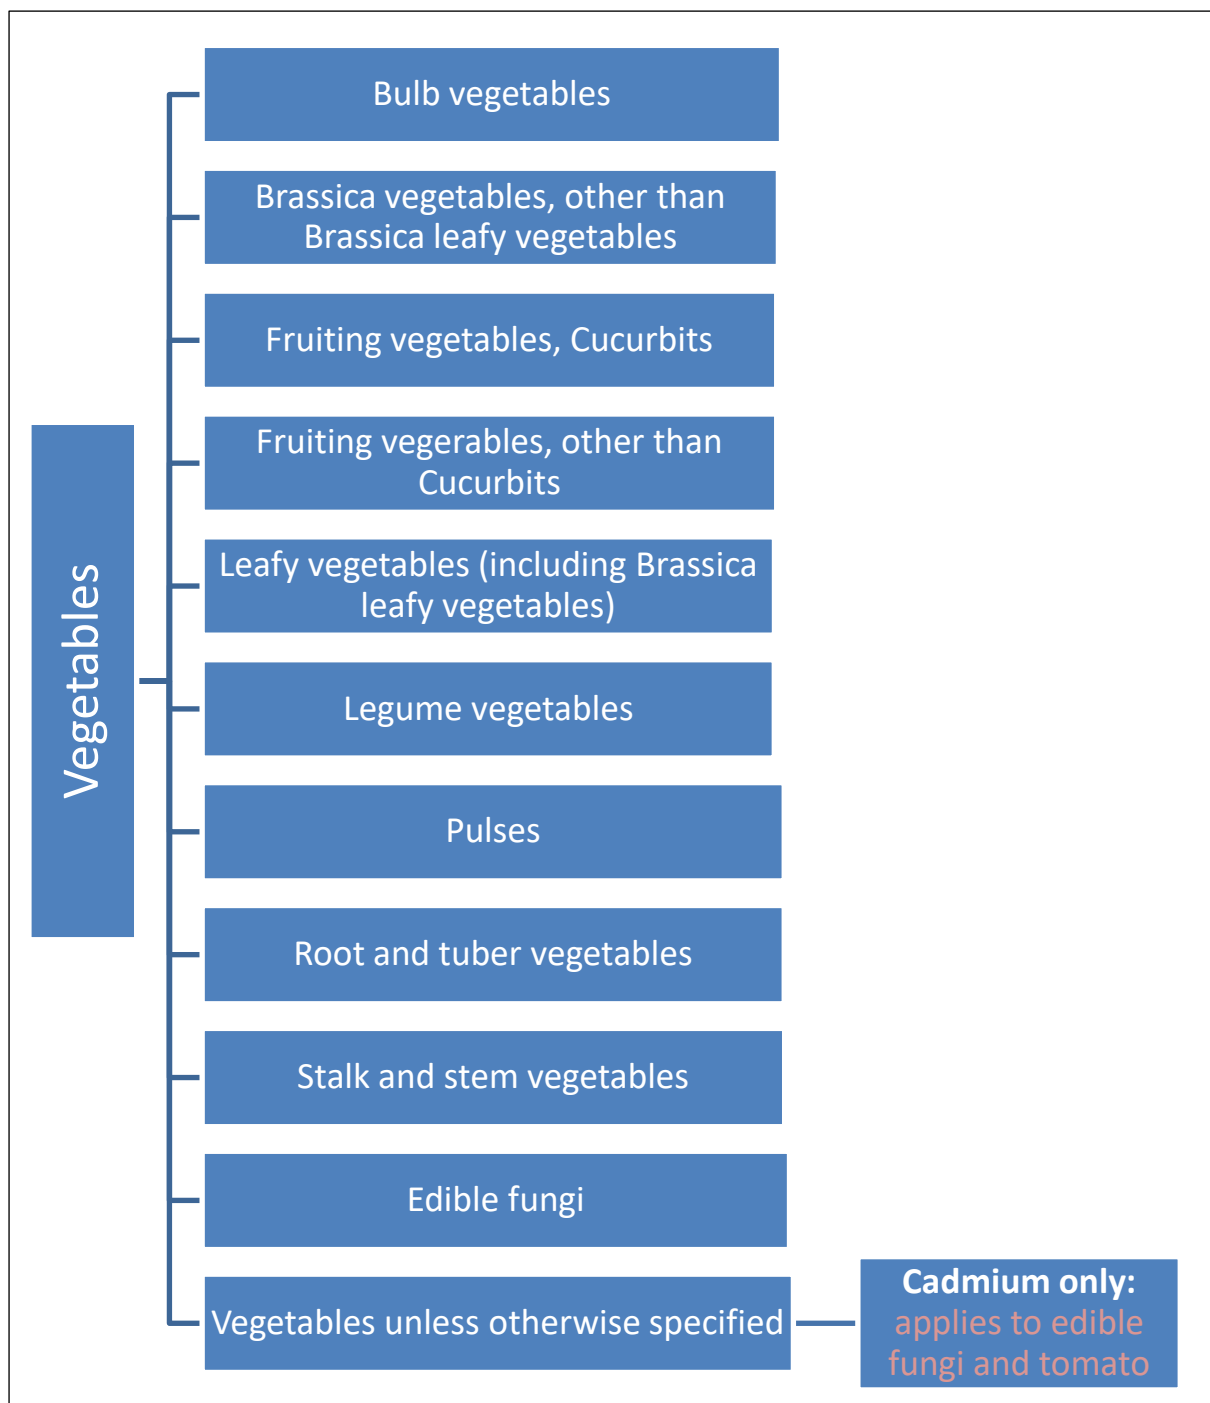 Vegetables
Bulb vegetables
Brassica vegetables, other than
Brassica leafy vegetables
Fruiting vegetables, Cucurbits
Fruiting vegerables, other than
Cucurbits
Leafy vegetables (including Brassica
leafy vegetables)
Legume vegetables
Pulses
Root and tuber vegetables
Stalk and stem vegetables
Edible fungi
Vegetables unless otherwise specified
Cadmium only:
applies to edible
fungi and tomato